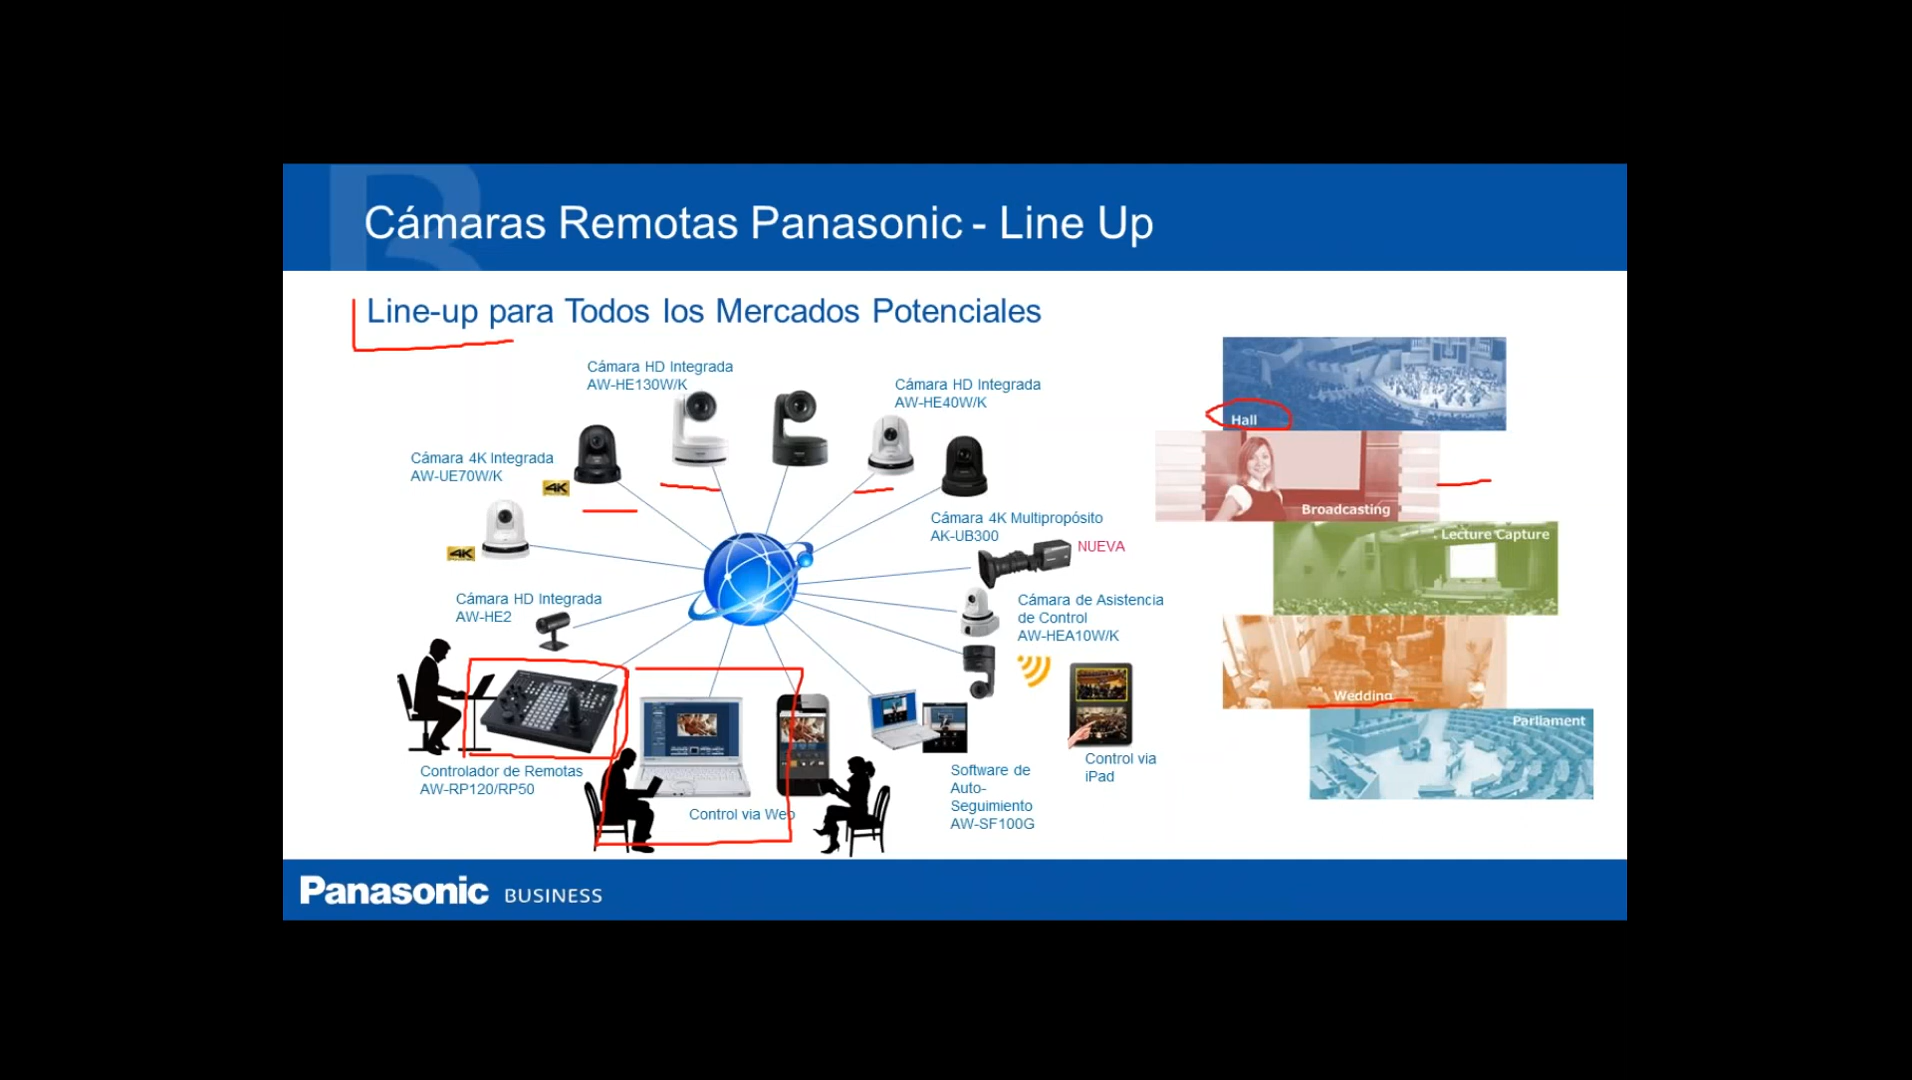 Cámaras Remotas Panasonic - Line Up
Line-up para Todos los Mercados Potenciales
Cámara HD Integrada
AW-HE130W/K
Cámara HD Integrada
AW-HE40W/K
Cámara 4K Integrada
AW-UE70W/K
4K
4K
Cámara 4K Multipropósito
AK-UB300
NUEVA
Cámara HD Integrada
AW-HE2
Cámara de Asistencia
de Control
AW-HEA10W/K
Controlador de Remotas
AW-RP120/RP50
Control via Web
Software de
Auto-
Seguimiento
AW-SF100G
Control via
iPad
Hall
Broadcasting
Lecture Capture
Wedding
Parliament
Panasonic BUSINESS